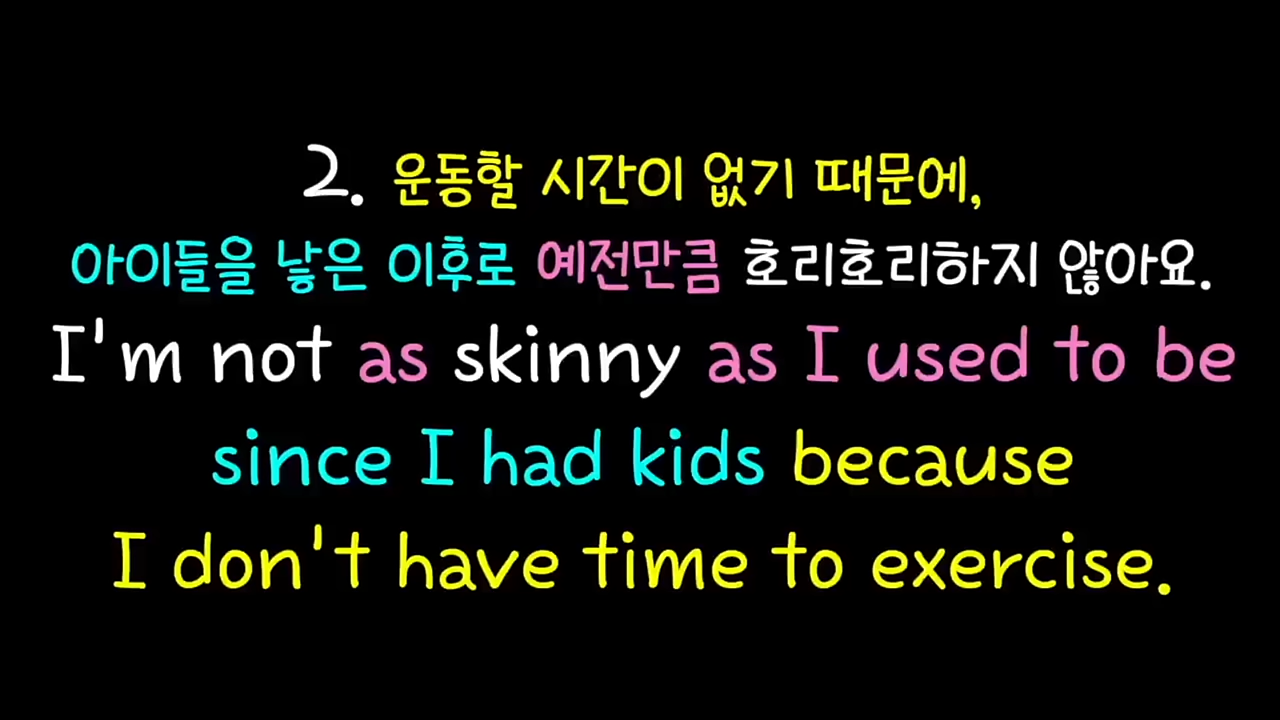 2. 운동할 시간이 없기 때문에,
아이들을 낳은 이후로 예전만큼 호리호리하지 않아요.
I'm not as skinny as I used to be
since I had kids because
I don't have time to exercise.